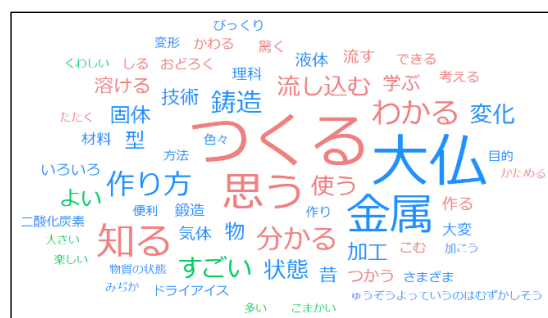 びっくり
変形 かわる 驚く
くわしい しる おどろく 液体 流す できる
溶ける 理科 流し込む 学ぶ 考える
たたく 固体 技術 鋳造 わかる 変化
材料 型 色々 つくる 大仏 目的
いろいろ 方法 かためる
よい 作り方 思う 使う 金属 作る
二酸化炭素 便利 鍛造 作り 大変
大きい 知る 気体 物 分かる 加工 こむ 加こう
楽しい 物質の状態 すごい 状態 昔 つかう さまざま
みぢか ドライアイス ゅうぞうよっていうのはむずかしそう
多い こまかい